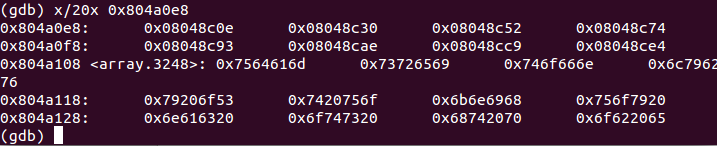 (gdb) x/20x 0x804a0e8
0x804a0e8: 0x08048c0e 0x08048c30 0x08048c52 0x08048c74
0x804a0f8: 0x08048c93 0x08048cae 0x08048cc9 0x08048ce4
0x804a108 <array.3248>: 0x7564616d 0x73726569 0x746f666e 0x6c7962
76
0x804a118: 0x79206f53 0x7420756f 0x6b6e6968 0x756f7920
0x804a128: 0x6e616320 0x6f747320 0x68742070 0x6f622065
(gdb)